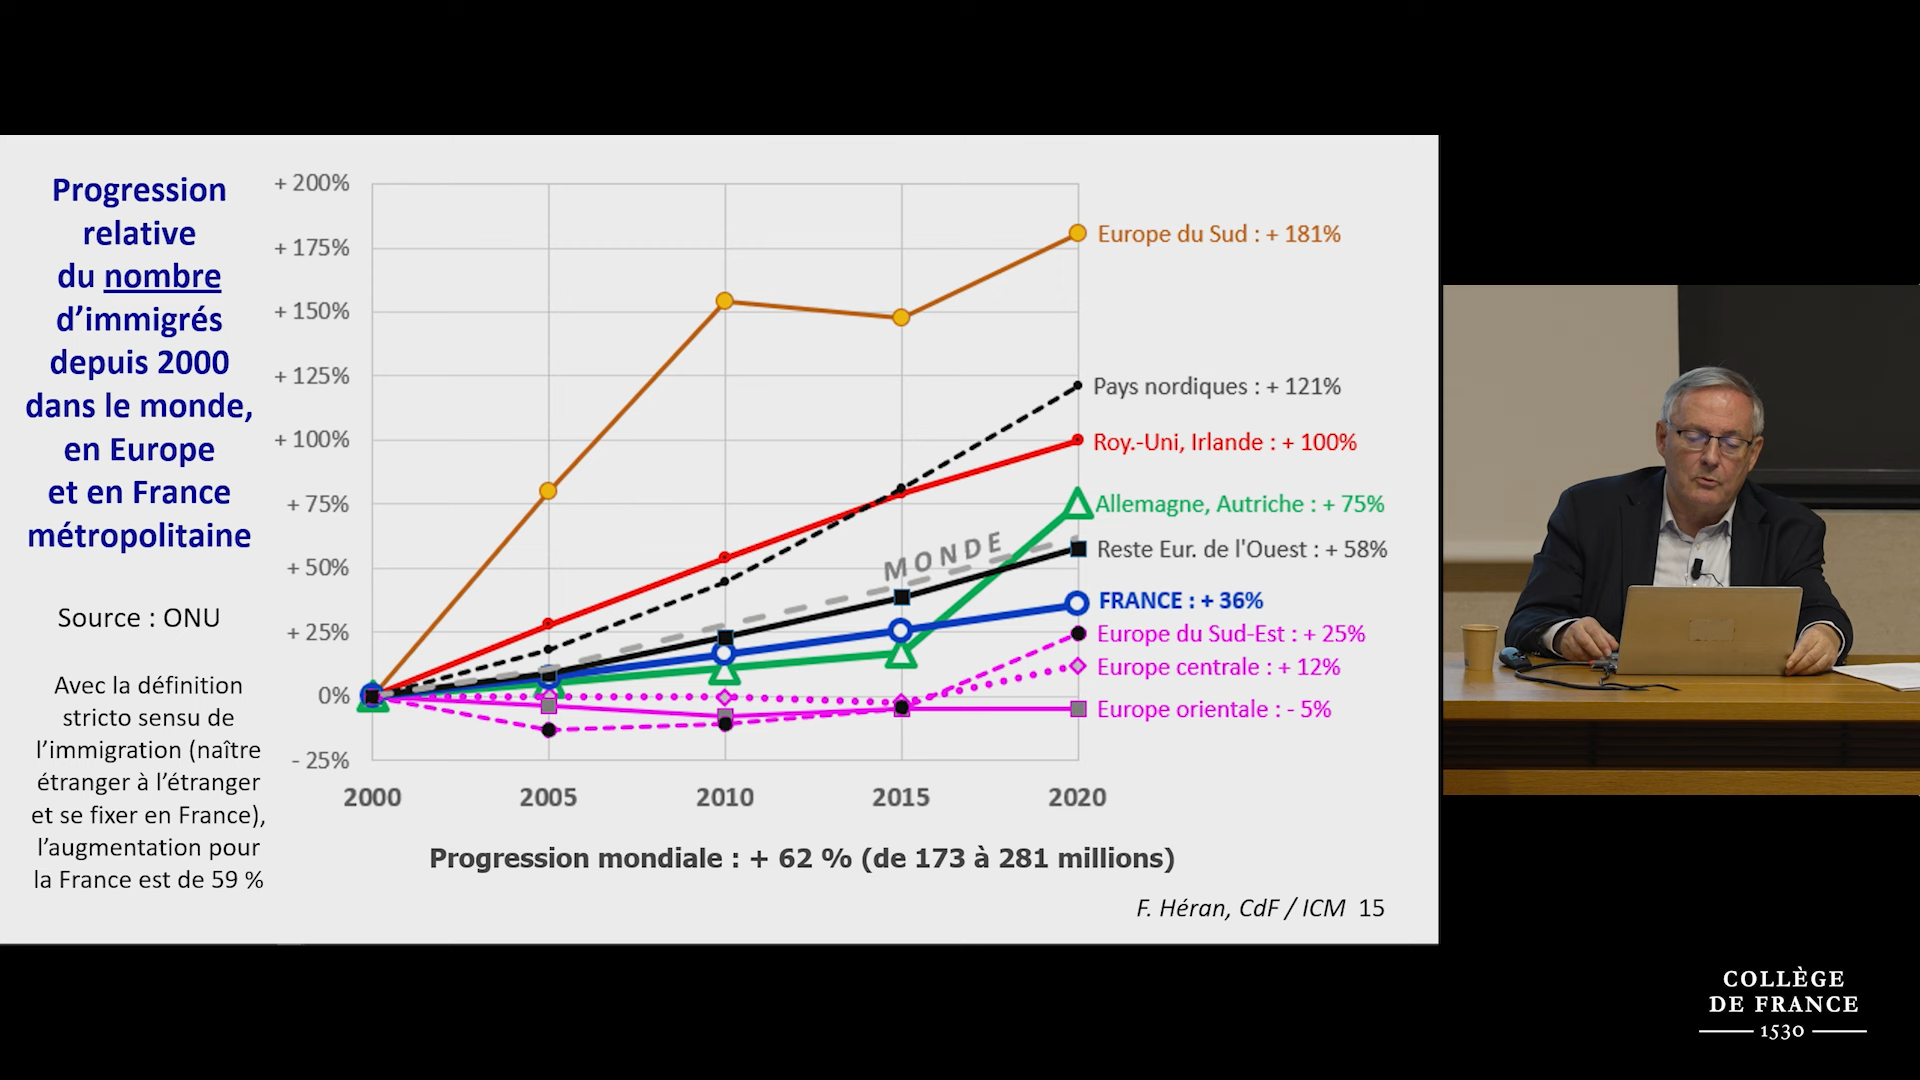 Progression
relative
du nombre
d’immigrés
depuis 2000
dans le monde,
en Europe
et en France
métropolitaine
Source : ONU
Avec la définition
stricto sensu de
l’immigration (naître
étranger à l’étranger
et se fixer en France),
l’augmentation pour
la France est de 59 %
+ 200%
+ 175%
+ 150%
+ 125%
+ 100%
+ 75%
+ 50%
+ 25%
0%
- 25%
2000 2005 2010 2015 2020
MONDE
Europe du Sud : + 181%
Pays nordiques : + 121%
Roy.-Uni, Irlande : + 100%
Allemagne, Autriche : + 75%
Reste Eur. de l'Ouest : + 58%
FRANCE : + 36%
Europe du Sud-Est : + 25%
Europe centrale : + 12%
Europe orientale : - 5%
Progression mondiale : + 62 % (de 173 à 281 millions)
F. Héran, CdF / ICM 15
COLLÈGE
DE FRANCE
1530